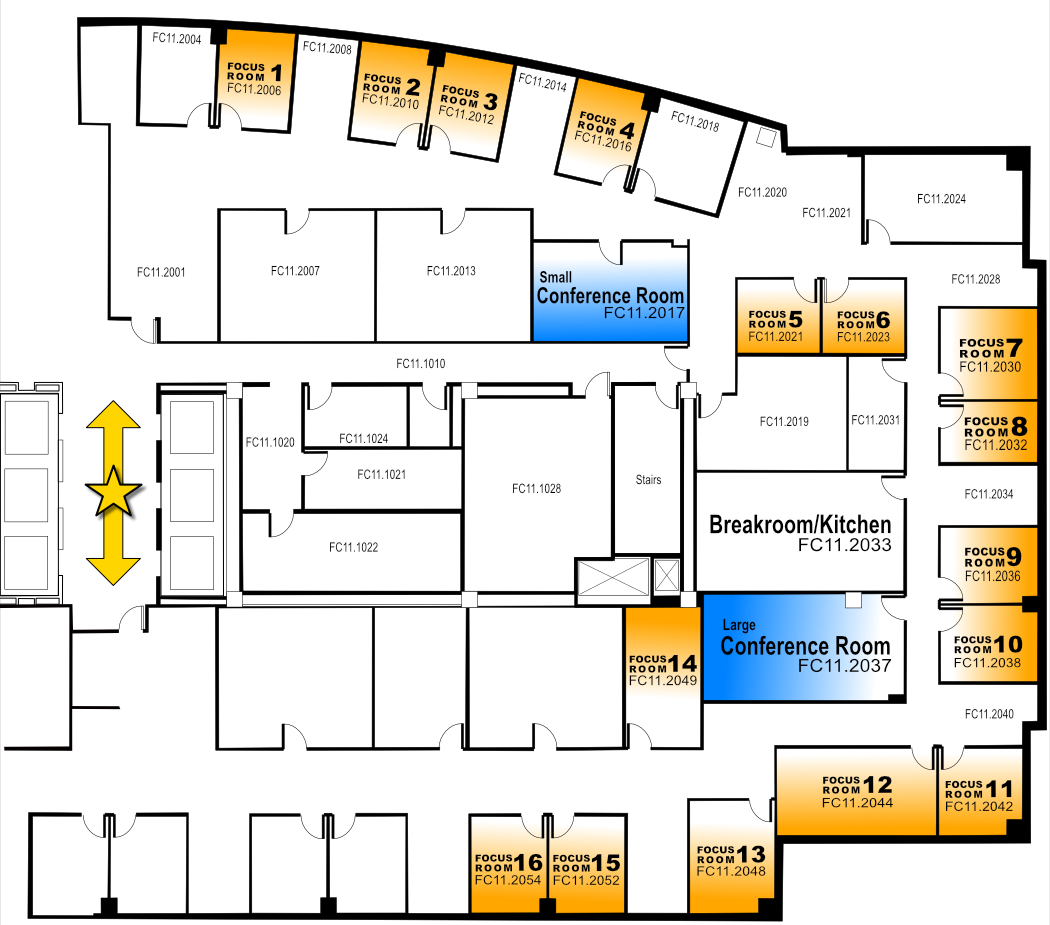 FC11.2004
FOCUS
ROOM 1
FC11.2006
FC11.2008
FOCUS
ROOM 2
FC11.2010
FOCUS
ROOM 3
FC11.2012
FC11.2014
FOCUS
ROOM 4
FC11.2016
FC11.2018
FC11.2020
FC11.2021
FC11.2024
FC11.2001
FC11.2007
FC11.2013
Small
Conference Room
FC11.2017
FC11.2028
FOCUS
ROOM 5
FC11.2021
FOCUS
ROOM 6
FC11.2023
FOCUS
ROOM 7
FC11.2030
FC11.1010
FC11.1020
FC11.1024
FC11.1021
FC11.1022
FC11.1028
Stairs
FC11.2019
FC11.2031
FOCUS
ROOM 8
FC11.2032
FC11.2034
Breakroom/Kitchen
FC11.2033
FOCUS
ROOM 9
FC11.2036
Large
Conference Room
FC11.2037
FOCUS
ROOM 10
FC11.2038
FOCUS
ROOM 14
FC11.2049
FC11.2040
FOCUS
ROOM 12
FC11.2044
FOCUS
ROOM 11
FC11.2042
FOCUS
ROOM 16
FC11.2054
FOCUS
ROOM 15
FC11.2052
FOCUS
ROOM 13
FC11.2048